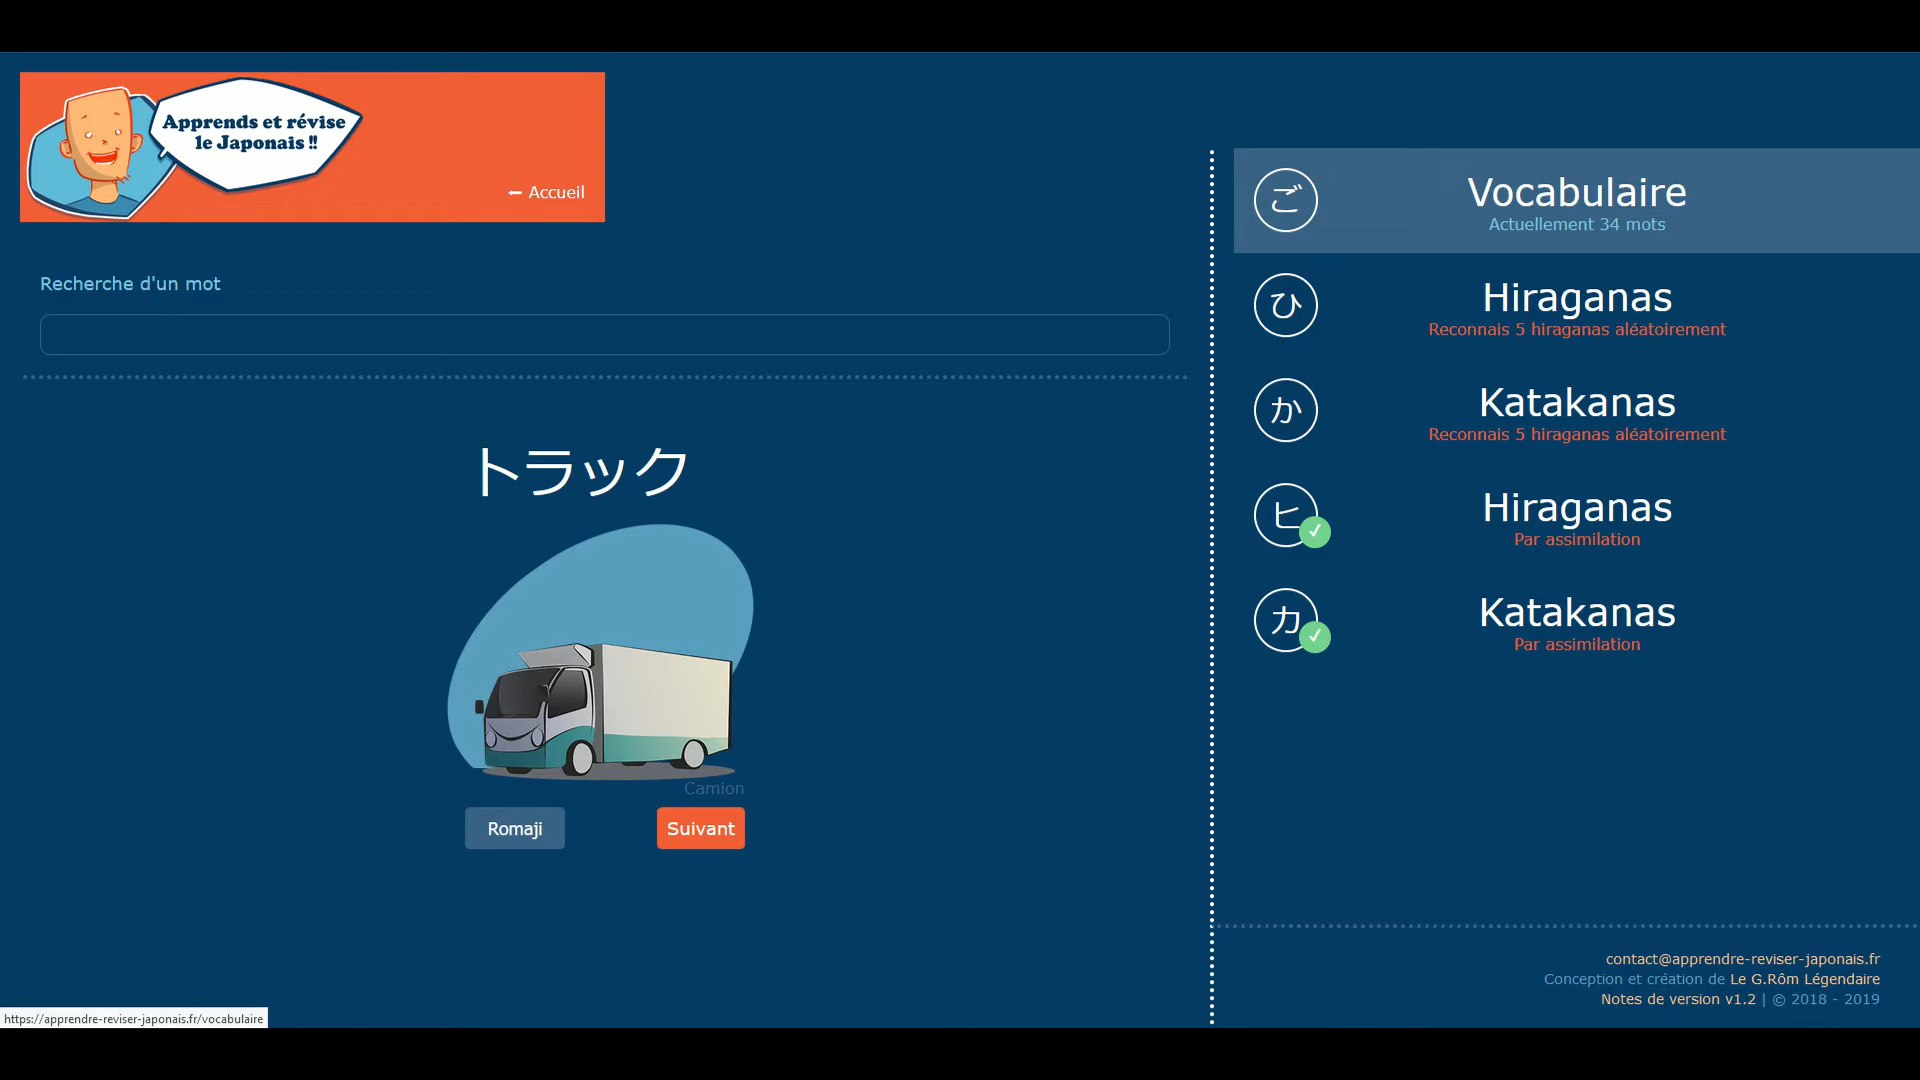 Apprends et révise
le Japonais !!
← Accueil
Recherche d'un mot
トラック
Camion
Romaji
Suivant
ご
Vocabulaire
Actuellement 34 mots
ひ
Hiraganas
Reconnais 5 hiraganas aléatoirement
か
Katakanas
Reconnais 5 hiraganas aléatoirement
ヒ
Hiraganas
Par assimilation
カ
Katakanas
Par assimilation
contact@apprendre-reviser-japonais.fr
Conception et création de Le G.Rôm Légendaire
Notes de version v1.2 | © 2018 - 2019
https://apprendre-reviser-japonais.fr/vocabulaire